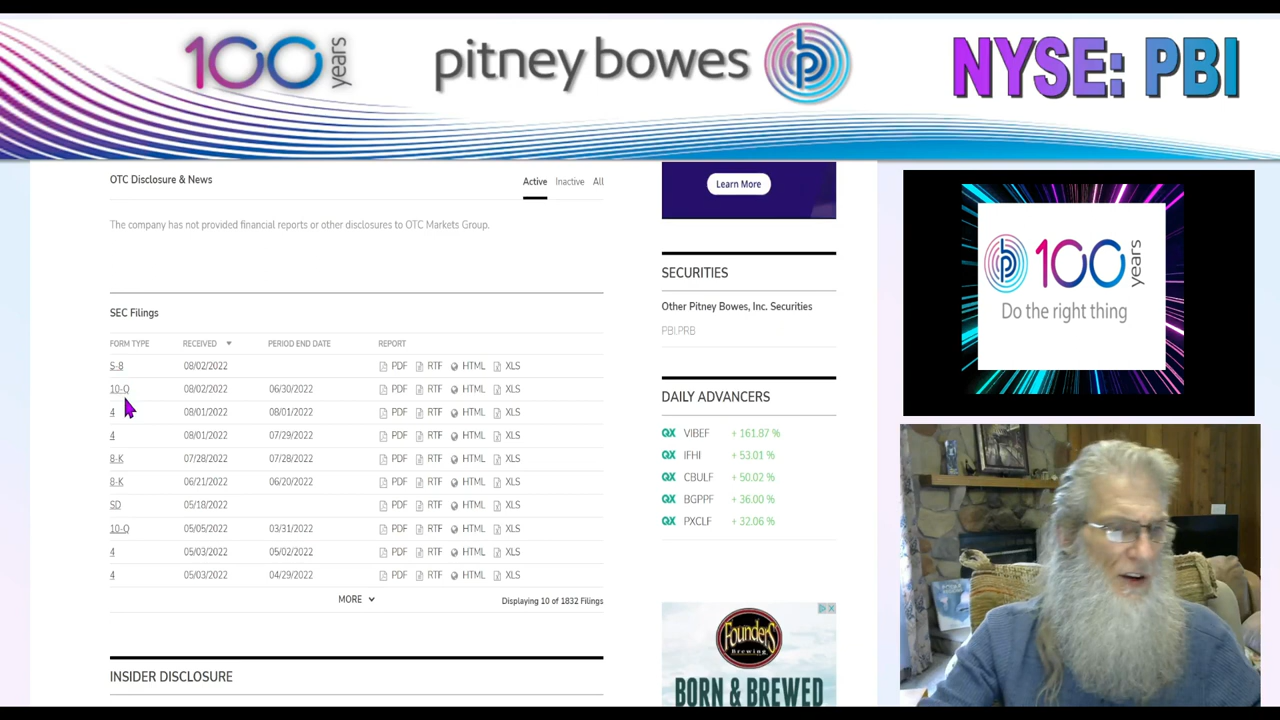 100 years
pitney bowes
NYSE: PBI
OTC Disclosure & News
Active Inactive All
The company has not provided financial reports or other disclosures to OTC Markets Group.
SEC Filings
FORM TYPE RECEIVED PERIOD END DATE REPORT
S-8 08/02/2022 PDF RTF HTML XLS
10-Q 08/02/2022 06/30/2022 PDF RTF HTML XLS
4 08/01/2022 08/01/2022 PDF RTF HTML XLS
4 08/01/2022 07/29/2022 PDF RTF HTML XLS
8-K 07/28/2022 07/28/2022 PDF RTF HTML XLS
8-K 06/21/2022 06/20/2022 PDF RTF HTML XLS
SD 05/18/2022 PDF RTF HTML XLS
10-Q 05/05/2022 03/31/2022 PDF RTF HTML XLS
4 05/03/2022 05/02/2022 PDF RTF HTML XLS
4 05/03/2022 04/29/2022 PDF RTF HTML XLS
MORE
Displaying 10 of 1832 Filings
INSIDER DISCLOSURE
Learn More
SECURITIES
Other Pitney Bowes, Inc. Securities
PBI.PRB
DAILY ADVANCERS
QX VIBEF + 161.87 %
QX IFHI + 53.01 %
QX CBULF + 50.02 %
QX BGPPF + 36.00 %
QX PXCLF + 32.06 %
FOUNDERS
BREWING
BORN & BREWED
100 years
Do the right thing